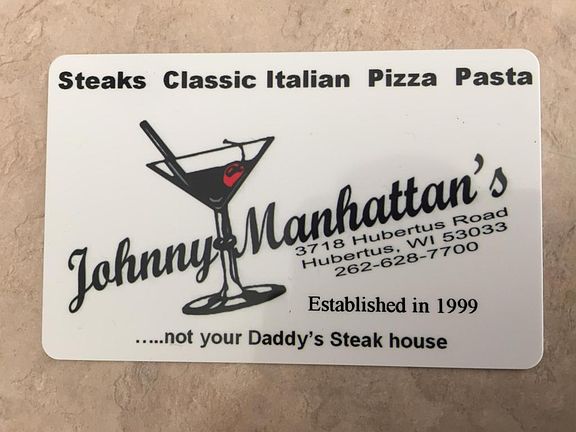 Steaks Classic Italian Pizza Pasta
Johnny Manhattan's
3718 Hubertus Road
Hubertus, WI 53033
262-628-7700
Established in 1999
.....not your Daddy's Steak house